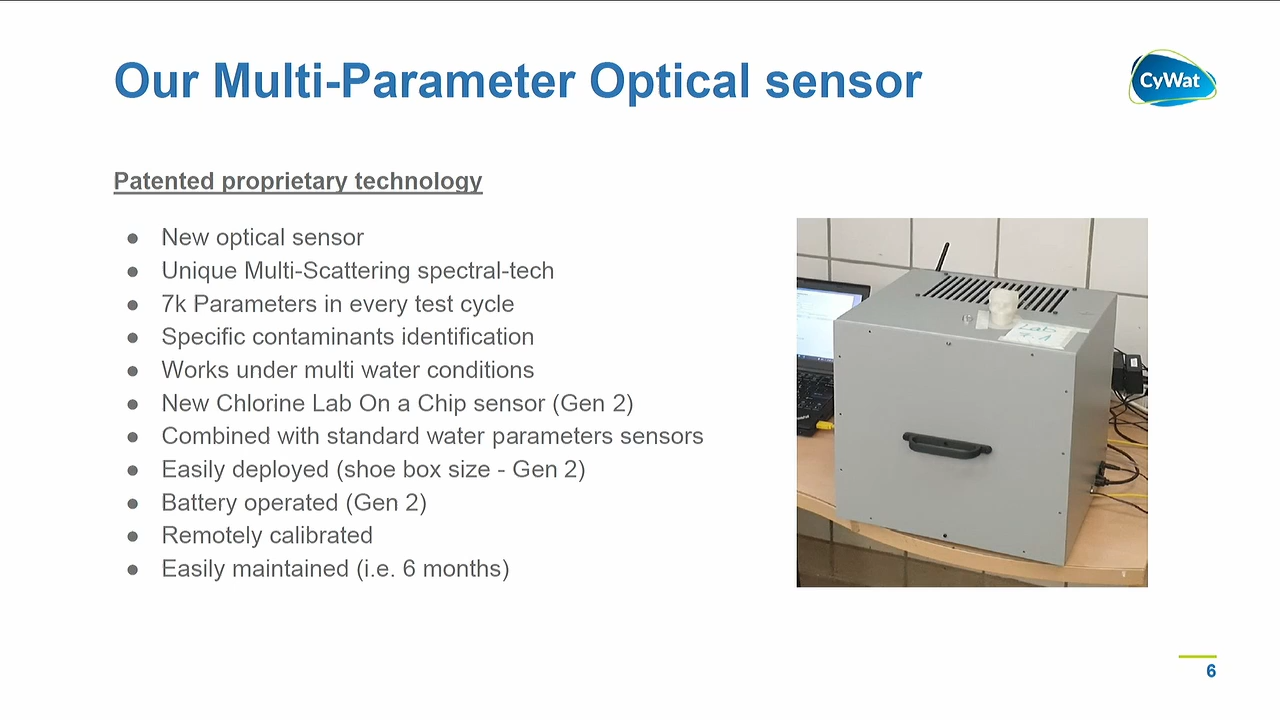 Our Multi-Parameter Optical sensor
CyWat
Patented proprietary technology
● New optical sensor
● Unique Multi-Scattering spectral-tech
● 7k Parameters in every test cycle
● Specific contaminants identification
● Works under multi water conditions
● New Chlorine Lab On a Chip sensor (Gen 2)
● Combined with standard water parameters sensors
● Easily deployed (shoe box size - Gen 2)
● Battery operated (Gen 2)
● Remotely calibrated
● Easily maintained (i.e. 6 months)
Lab
6